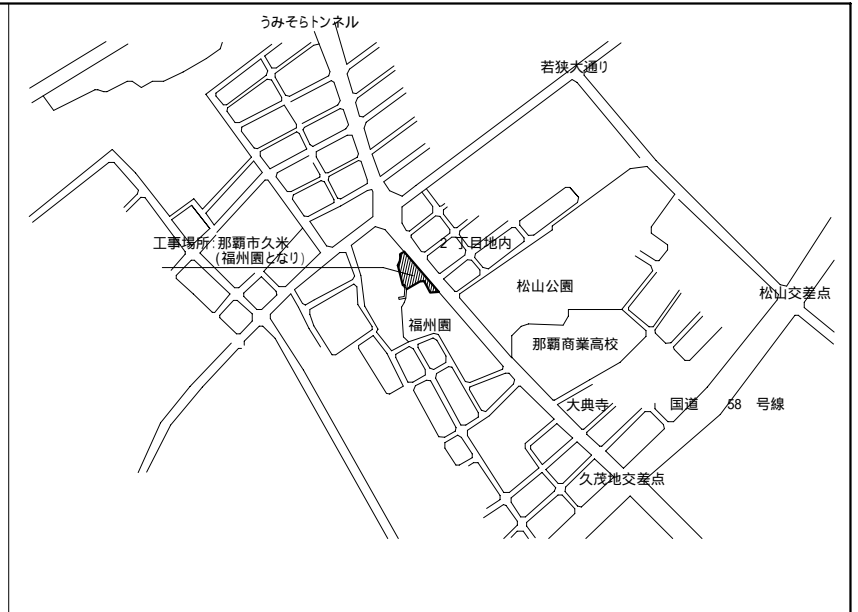 うみそらトンネル
若狭大通り
工事場所:那覇市久米 2 丁目地内
(福州園となり)
松山公園
松山交差点
福州園
那覇商業高校
大典寺
国道 58 号線
久茂地交差点